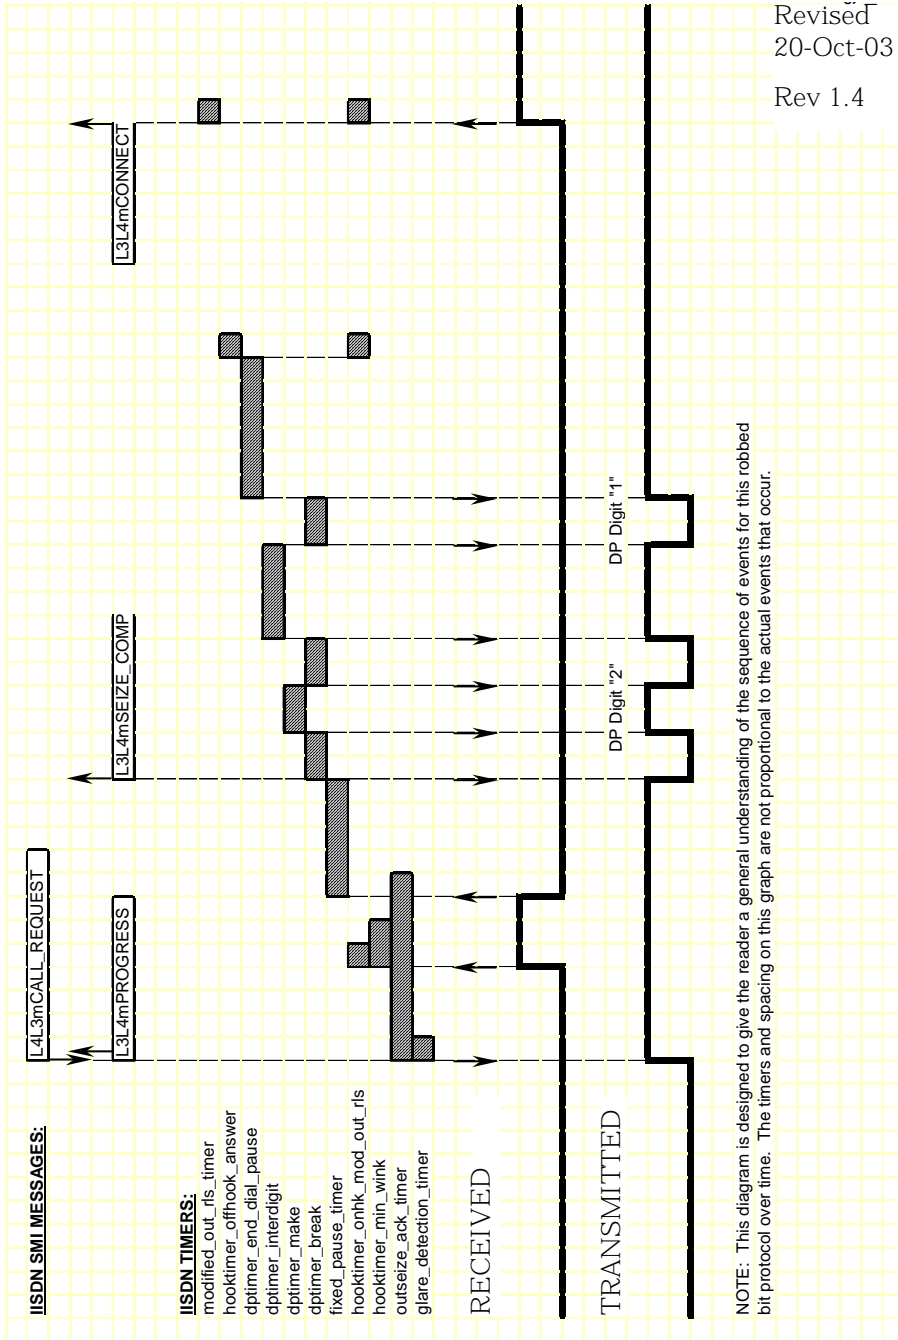 Revised
20-Oct-03
Rev 1.4
IISDN SMI MESSAGES:
L4L3mCALL_REQUEST
L3L4mPROGRESS
L3L4mSEIZE_COMP
L3L4mCONNECT
IISDN TIMERS:
modified_out_rls_timer
hooktimer_offhook_answer
dptimer_end_dial_pause
dptimer_interdigit
dptimer_make
dptimer_break
fixed_pause_timer
hooktimer_onhk_mod_out_rls
hooktimer_min_wink
outseize_ack_timer
glare_detection_timer
RECEIVED
TRANSMITTED
DP Digit "2"
DP Digit "1"
NOTE: This diagram is designed to give the reader a general understanding of the sequence of events for this robbed
bit protocol over time. The timers and spacing on this graph are not proportional to the actual events that occur.